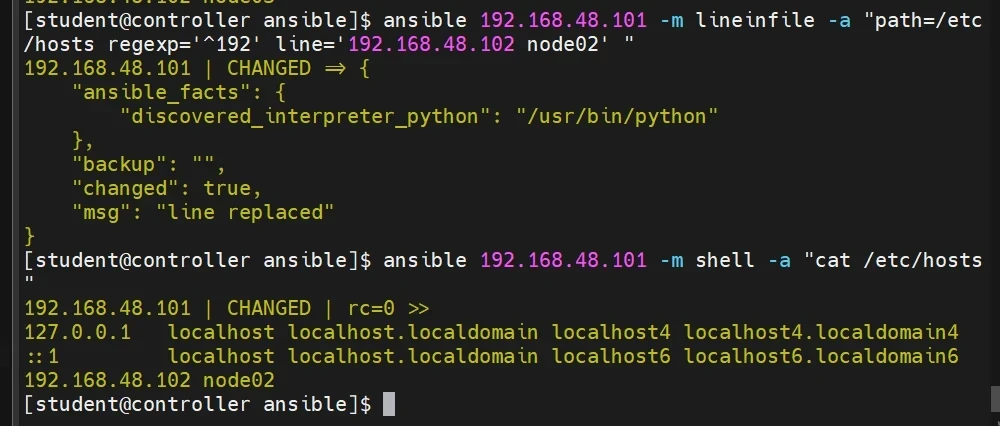 [student@controller ansible]$ ansible 192.168.48.101 -m lineinfile -a "path=/etc
/hosts regexp='^192' line='192.168.48.102 node02' "
192.168.48.101 | CHANGED => {
    "ansible_facts": {
        "discovered_interpreter_python": "/usr/bin/python"
    },
    "backup": "",
    "changed": true,
    "msg": "line replaced"
}
[student@controller ansible]$ ansible 192.168.48.101 -m shell -a "cat /etc/hosts
"
192.168.48.101 | CHANGED | rc=0 >>
127.0.0.1   localhost localhost.localdomain localhost4 localhost4.localdomain4
::1         localhost localhost.localdomain localhost6 localhost6.localdomain6
192.168.48.102 node02
[student@controller ansible]$